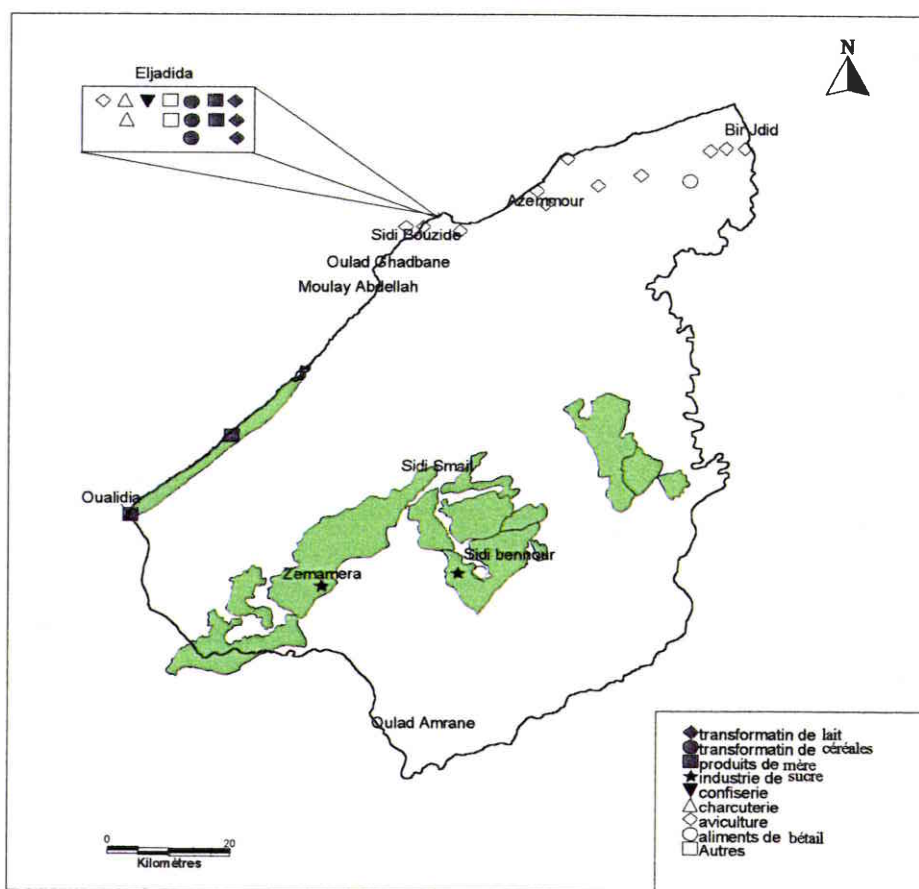 N
Eljadida
Bir Jdid
Azemmour
Sidi Bouzide
Oulad Ghadbane
Moulay Abdellah
Sidi Smail
Oualidia
Sidi bennour
Zemamera
Oulad Amrane
transformatin de lait
transformatin de céréales
produits de mère
industrie de sucre
confiserie
charcuterie
aviculture
aliments de bétail
Autres
0 20
Kilométres